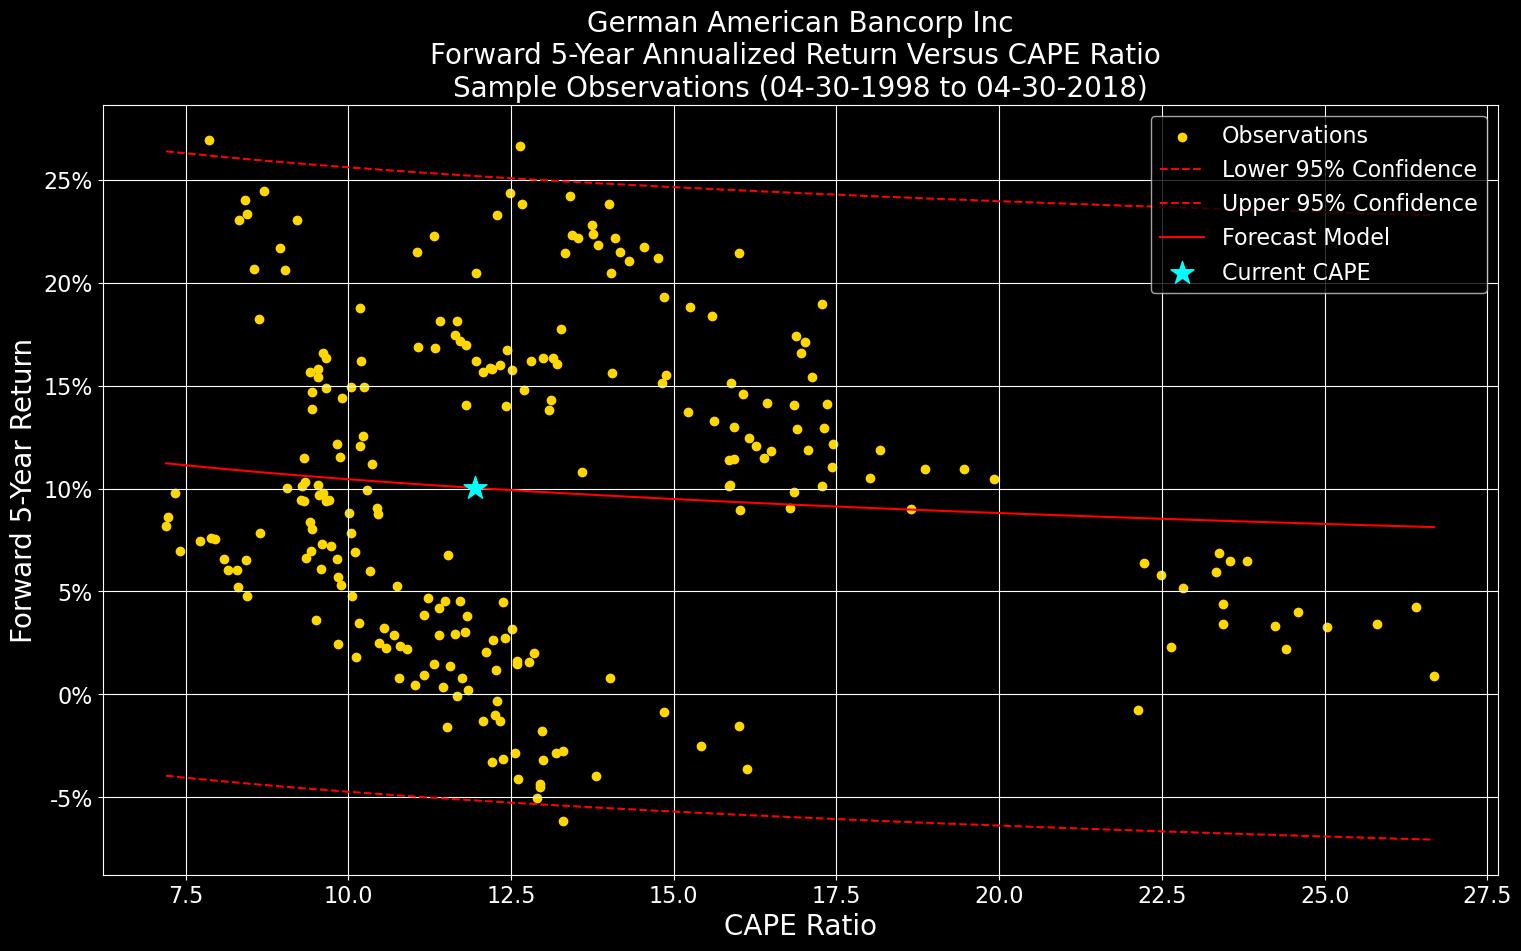 German American Bancorp Inc
Forward 5-Year Annualized Return Versus CAPE Ratio
Sample Observations (04-30-1998 to 04-30-2018)
Observations
Lower 95% Confidence
Upper 95% Confidence
Forecast Model
Current CAPE
Forward 5-Year Return
25%
20%
15%
10%
5%
0%
-5%
7.5 10.0 12.5 15.0 17.5 20.0 22.5 25.0 27.5
CAPE Ratio